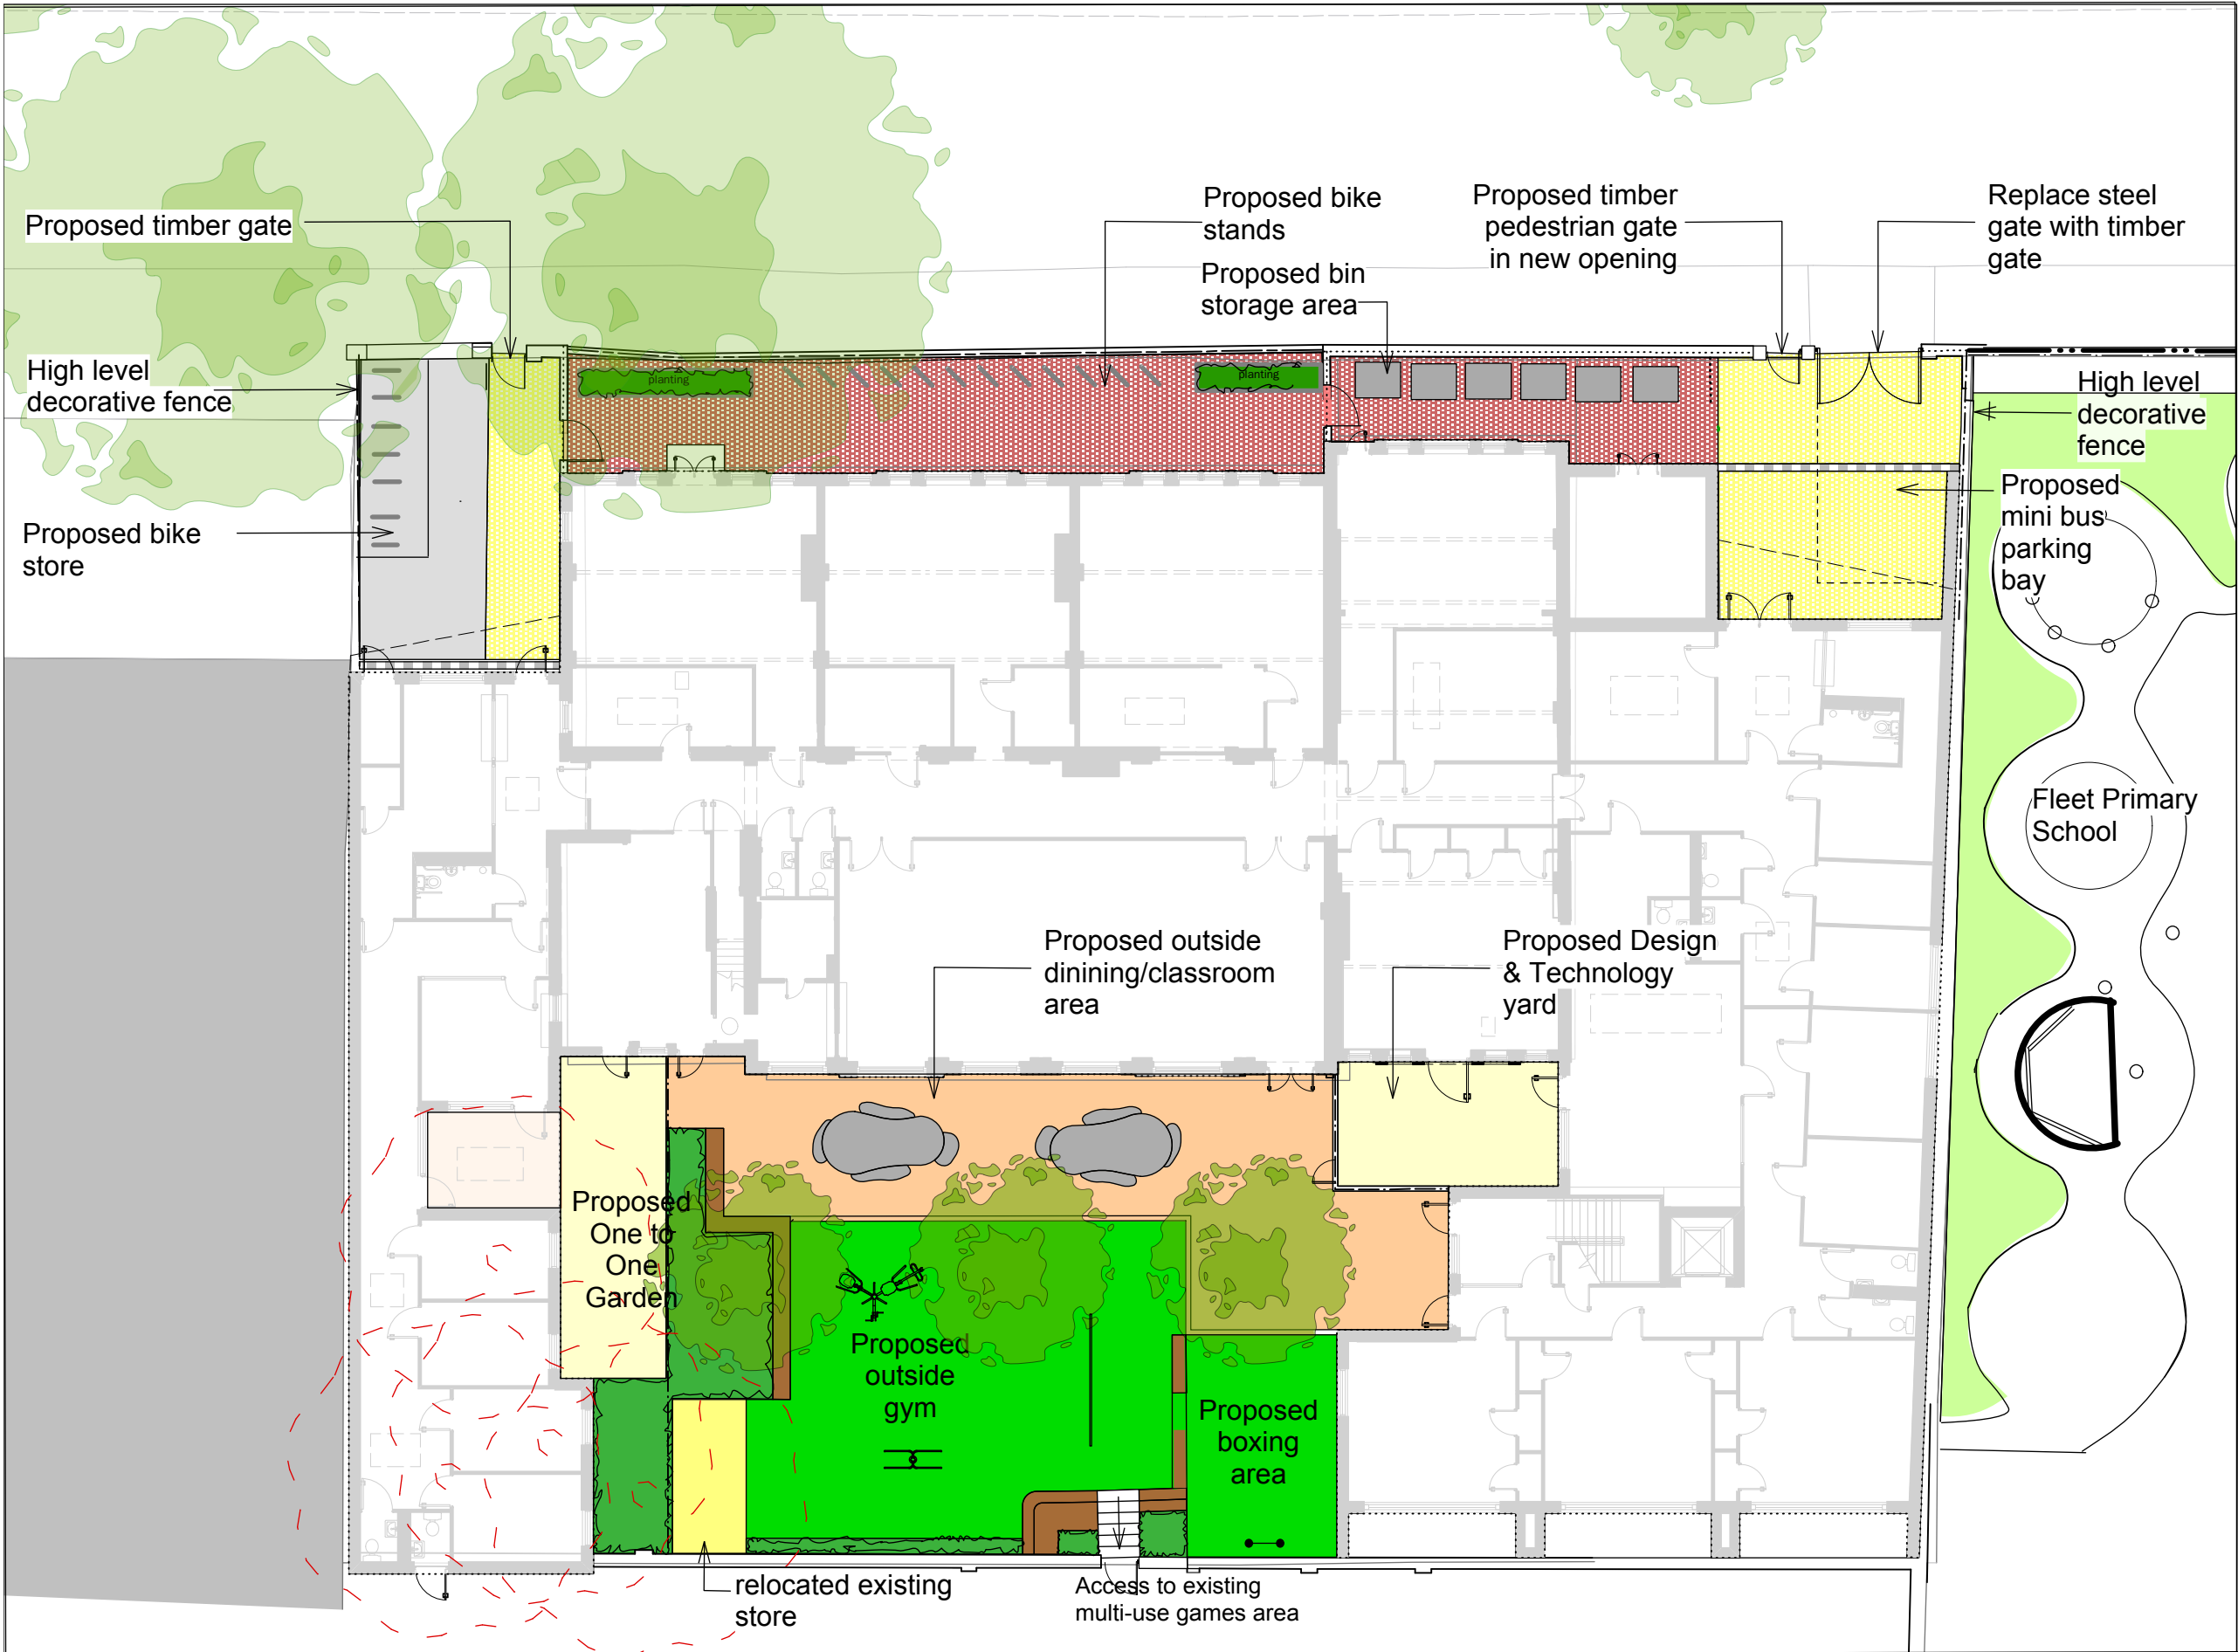 Proposed timber gate
Proposed bike
stands
Proposed bin
storage area
Proposed timber
pedestrian gate
in new opening
Replace steel
gate with timber
gate
High level
decorative fence
planting
planting
High level
decorative
fence
Proposed bike
store
Proposed
mini bus
parking
bay
Fleet Primary
School
Proposed outside
dinining/classroom
area
Proposed Design
& Technology
yard
Proposed
One to
One
Garden
Proposed
outside
gym
Proposed
boxing
area
relocated existing
store
Access to existing
multi-use games area